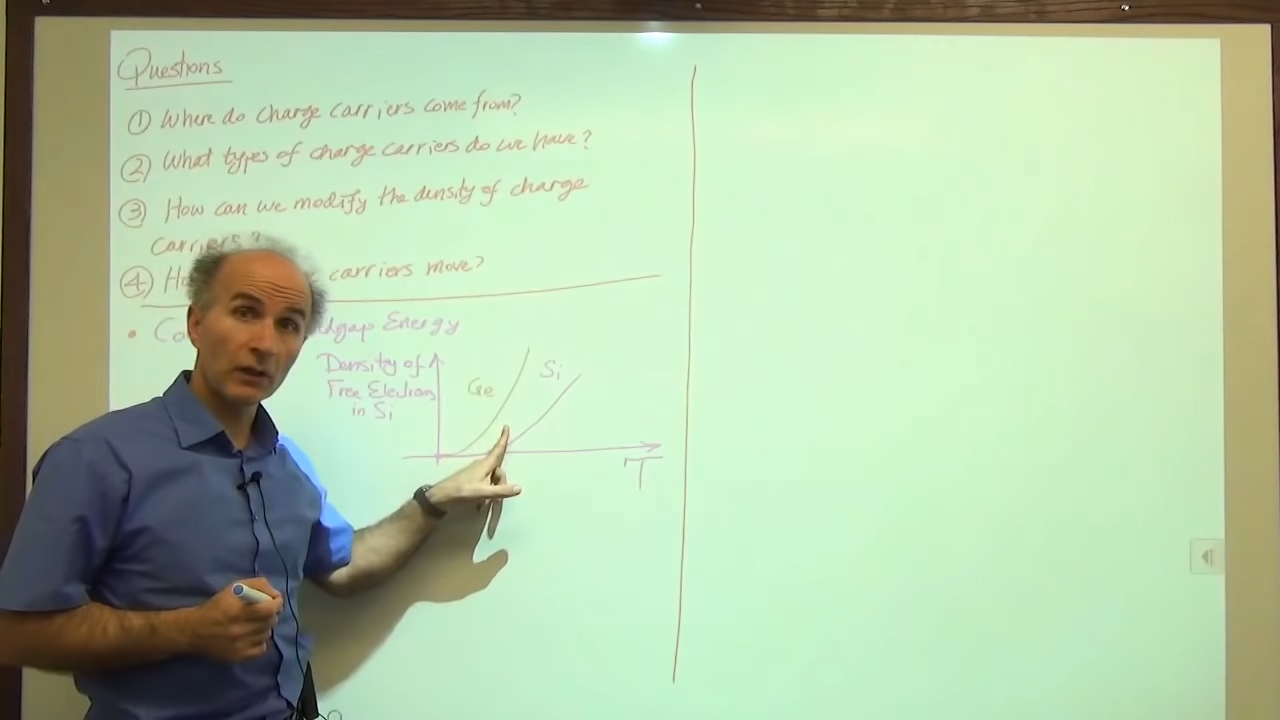 Questions
① Where do charge carriers come from?
② What types of charge carriers do we have?
③ How can we modify the density of charge
carriers?
④ carriers move?
• Energy
Density of
Free Electrons
in Si
Ge
Si
T